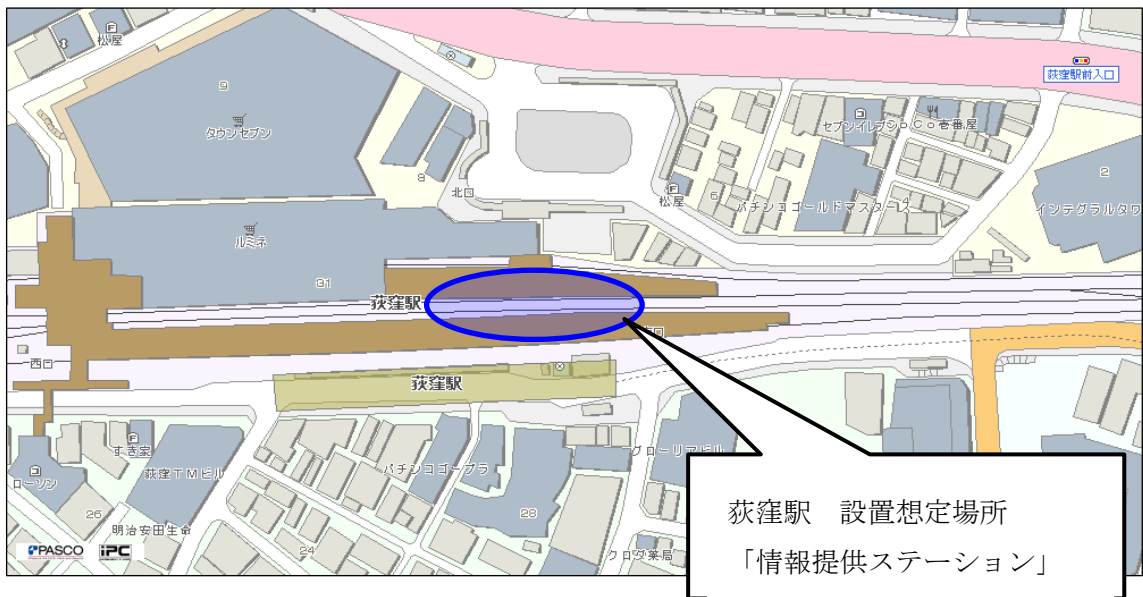 松屋
荻窪駅前入口
9
タウンセブン
セブンイレブン
CoCo壱番屋
8
北口
松屋
6
パチンコゴールドマスターズ
4
2
インテグラルタワ
ルミネ
31
荻窪駅
西口
荻窪駅
すき家
荻窪TMビル
パチンコゴープラ
グローリアビル
ローソン
26
明治安田生命
28
24
クロダ薬局
PASCO
iPC
荻窪駅 設置想定場所
「情報提供ステーション」